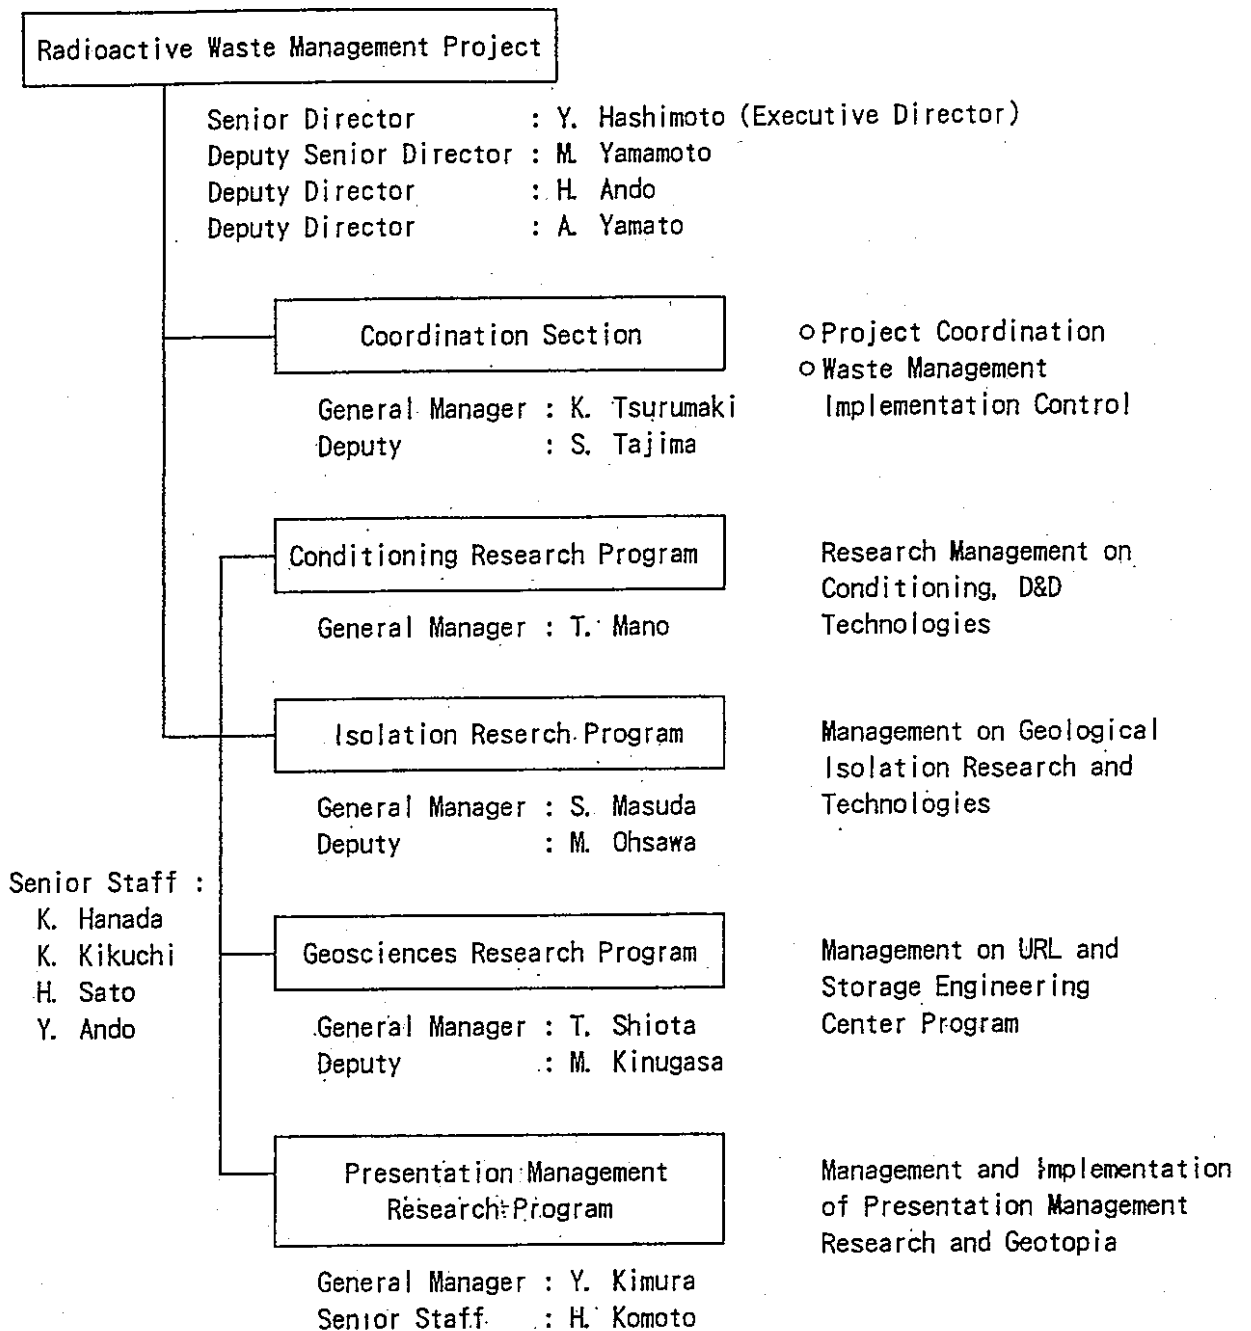 Radioactive Waste Management Project
Senior Director : Y. Hashimoto (Executive Director)
Deputy Senior Director : M. Yamamoto
Deputy Director : H. Ando
Deputy Director : A. Yamato
Coordination Section
General Manager : K. Tsurumaki
Deputy : S. Tajima
○ Project Coordination
○ Waste Management
Implementation Control
Conditioning Research Program
General Manager : T. Mano
Research Management on
Conditioning, D&D
Technologies
Isolation Reserch Program
General Manager : S. Masuda
Deputy : M. Ohsawa
Management on Geological
Isolation Research and
Technologies
Senior Staff :
K. Hanada
K. Kikuchi
H. Sato
Y. Ando
Geosciences Research Program
General Manager : T. Shiota
Deputy : M. Kinugasa
Management on URL and
Storage Engineering
Center Program
Presentation Management
Research Program
General Manager : Y. Kimura
Senior Staff : H. Komoto
Management and Implementation
of Presentation Management
Research and Geotopia